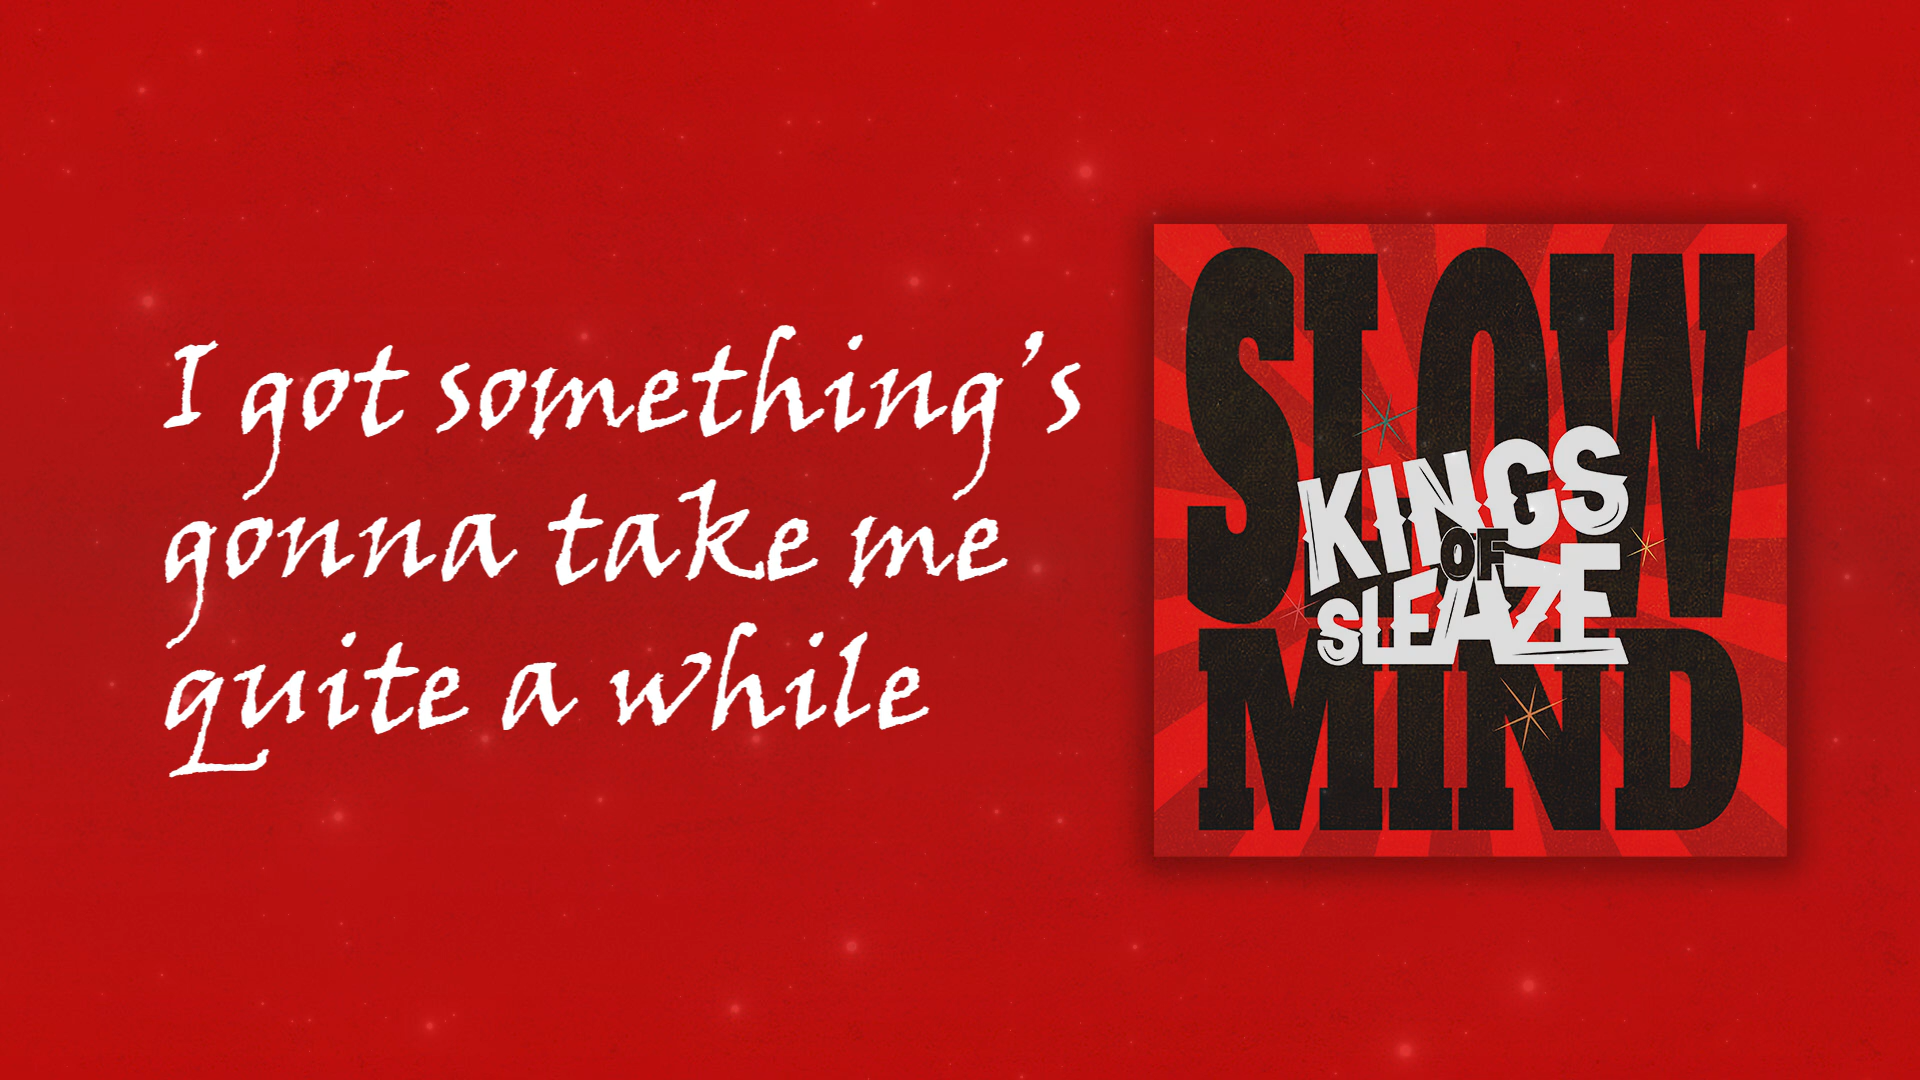 I got something's
gonna take me
quite a while
SLOW
KINGS
OF
SLEAZE
MIND